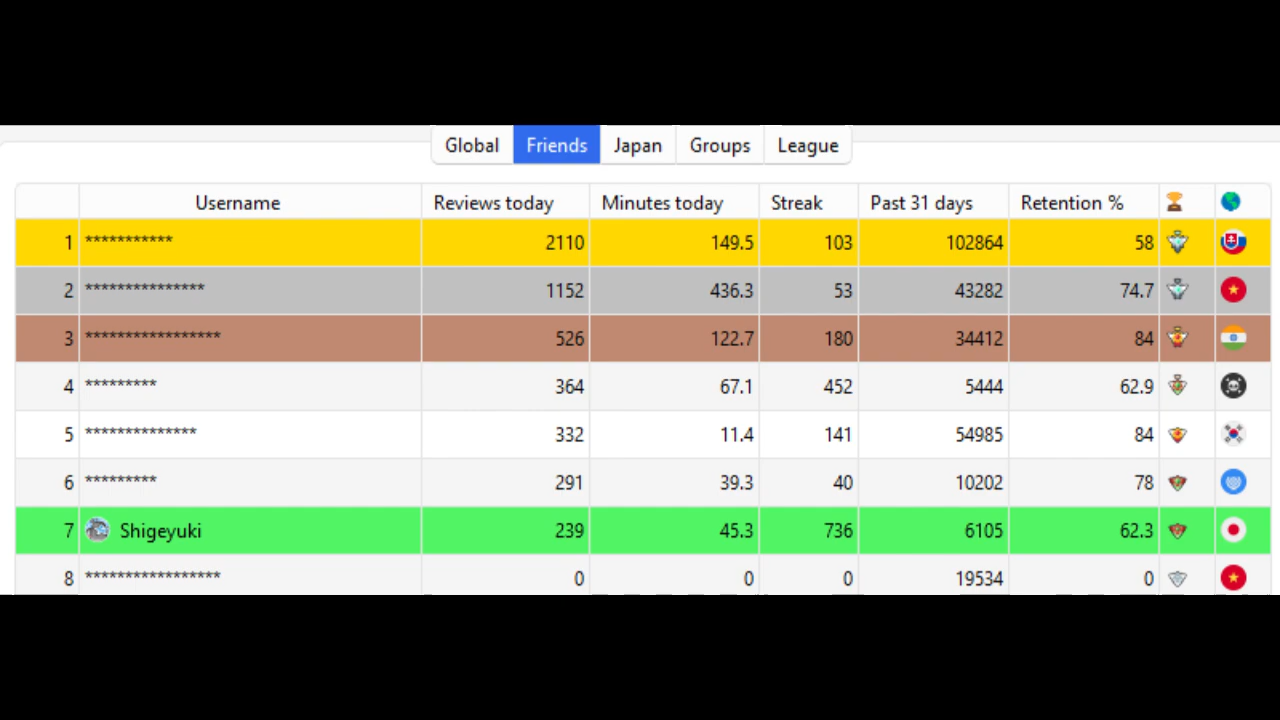 Global Friends Japan Groups League
Username Reviews today Minutes today Streak Past 31 days Retention %
1 *********** 2110 149.5 103 102864 58
2 *************** 1152 436.3 53 43282 74.7
3 ***************** 526 122.7 180 34412 84
4 ********* 364 67.1 452 5444 62.9
5 ************** 332 11.4 141 54985 84
6 ********* 291 39.3 40 10202 78
7 Shigeyuki 239 45.3 736 6105 62.3
8 ***************** 0 0 0 19534 0